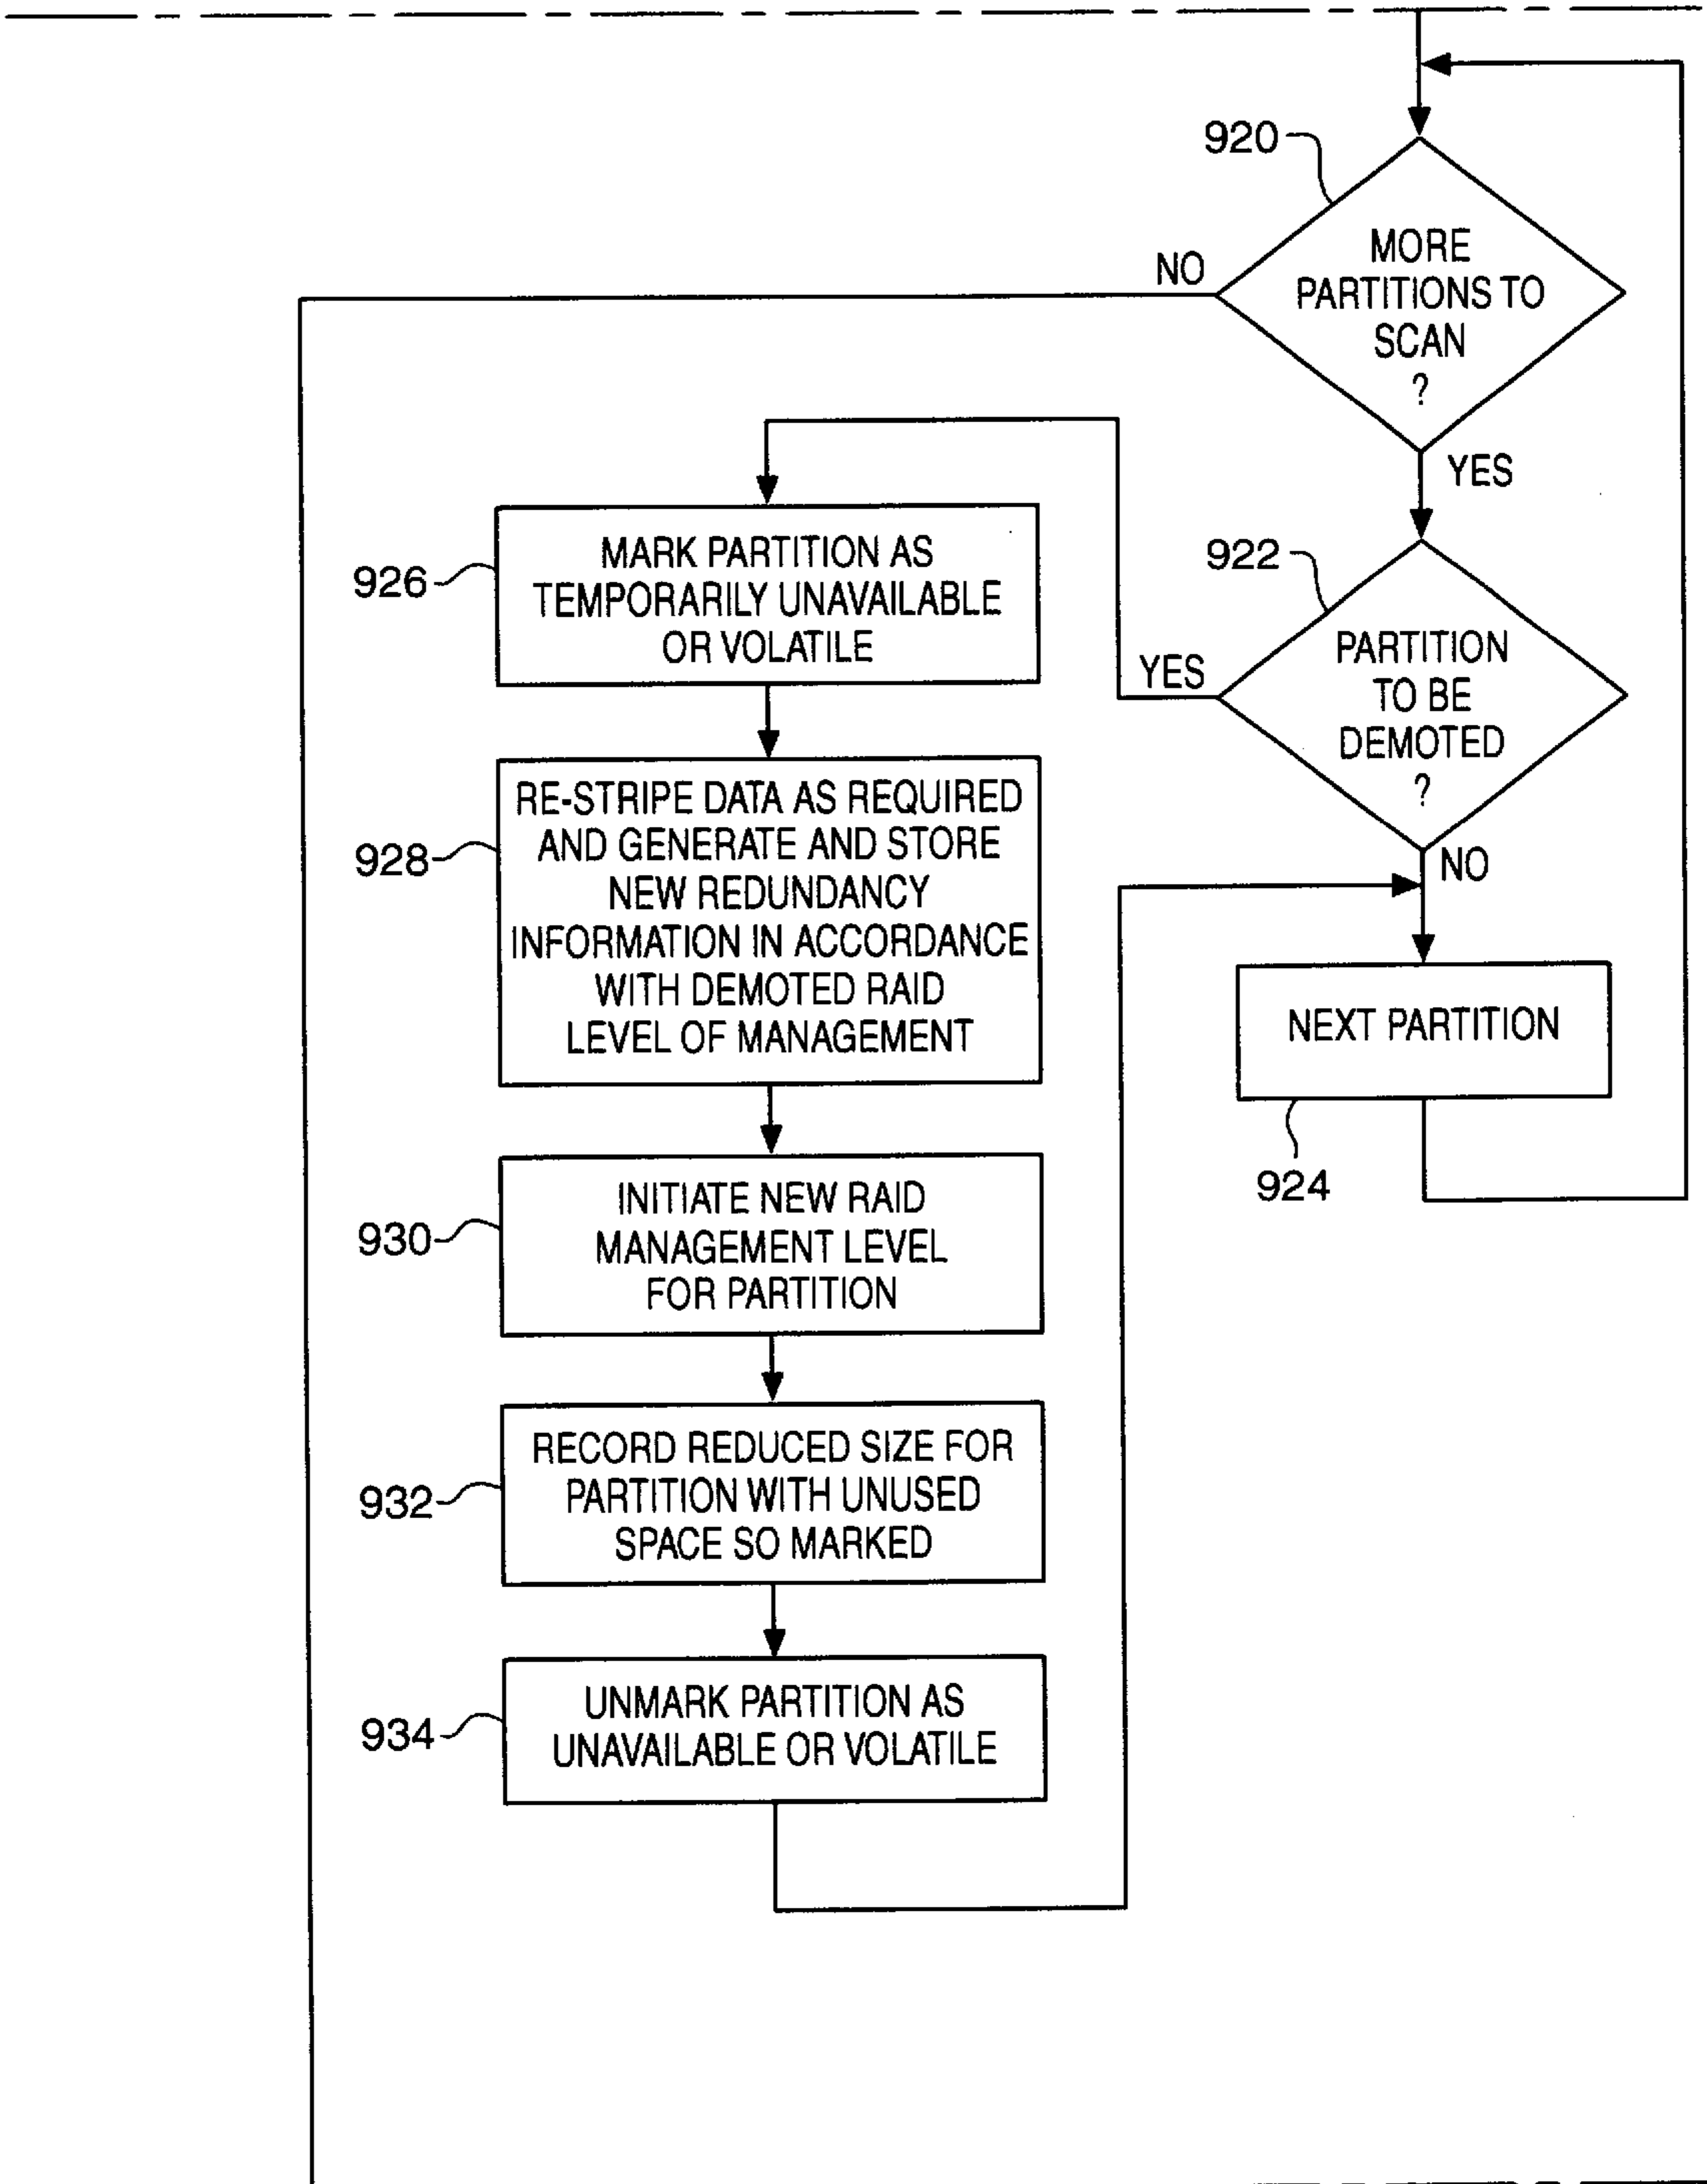 920
MORE
PARTITIONS TO
SCAN
?
NO
YES
922
PARTITION
TO BE
DEMOTED
?
YES
NO
926
MARK PARTITION AS
TEMPORARILY UNAVAILABLE
OR VOLATILE
928
RE-STRIPE DATA AS REQUIRED
AND GENERATE AND STORE
NEW REDUNDANCY
INFORMATION IN ACCORDANCE
WITH DEMOTED RAID
LEVEL OF MANAGEMENT
NEXT PARTITION
924
930
INITIATE NEW RAID
MANAGEMENT LEVEL
FOR PARTITION
932
RECORD REDUCED SIZE FOR
PARTITION WITH UNUSED
SPACE SO MARKED
934
UNMARK PARTITION AS
UNAVAILABLE OR VOLATILE